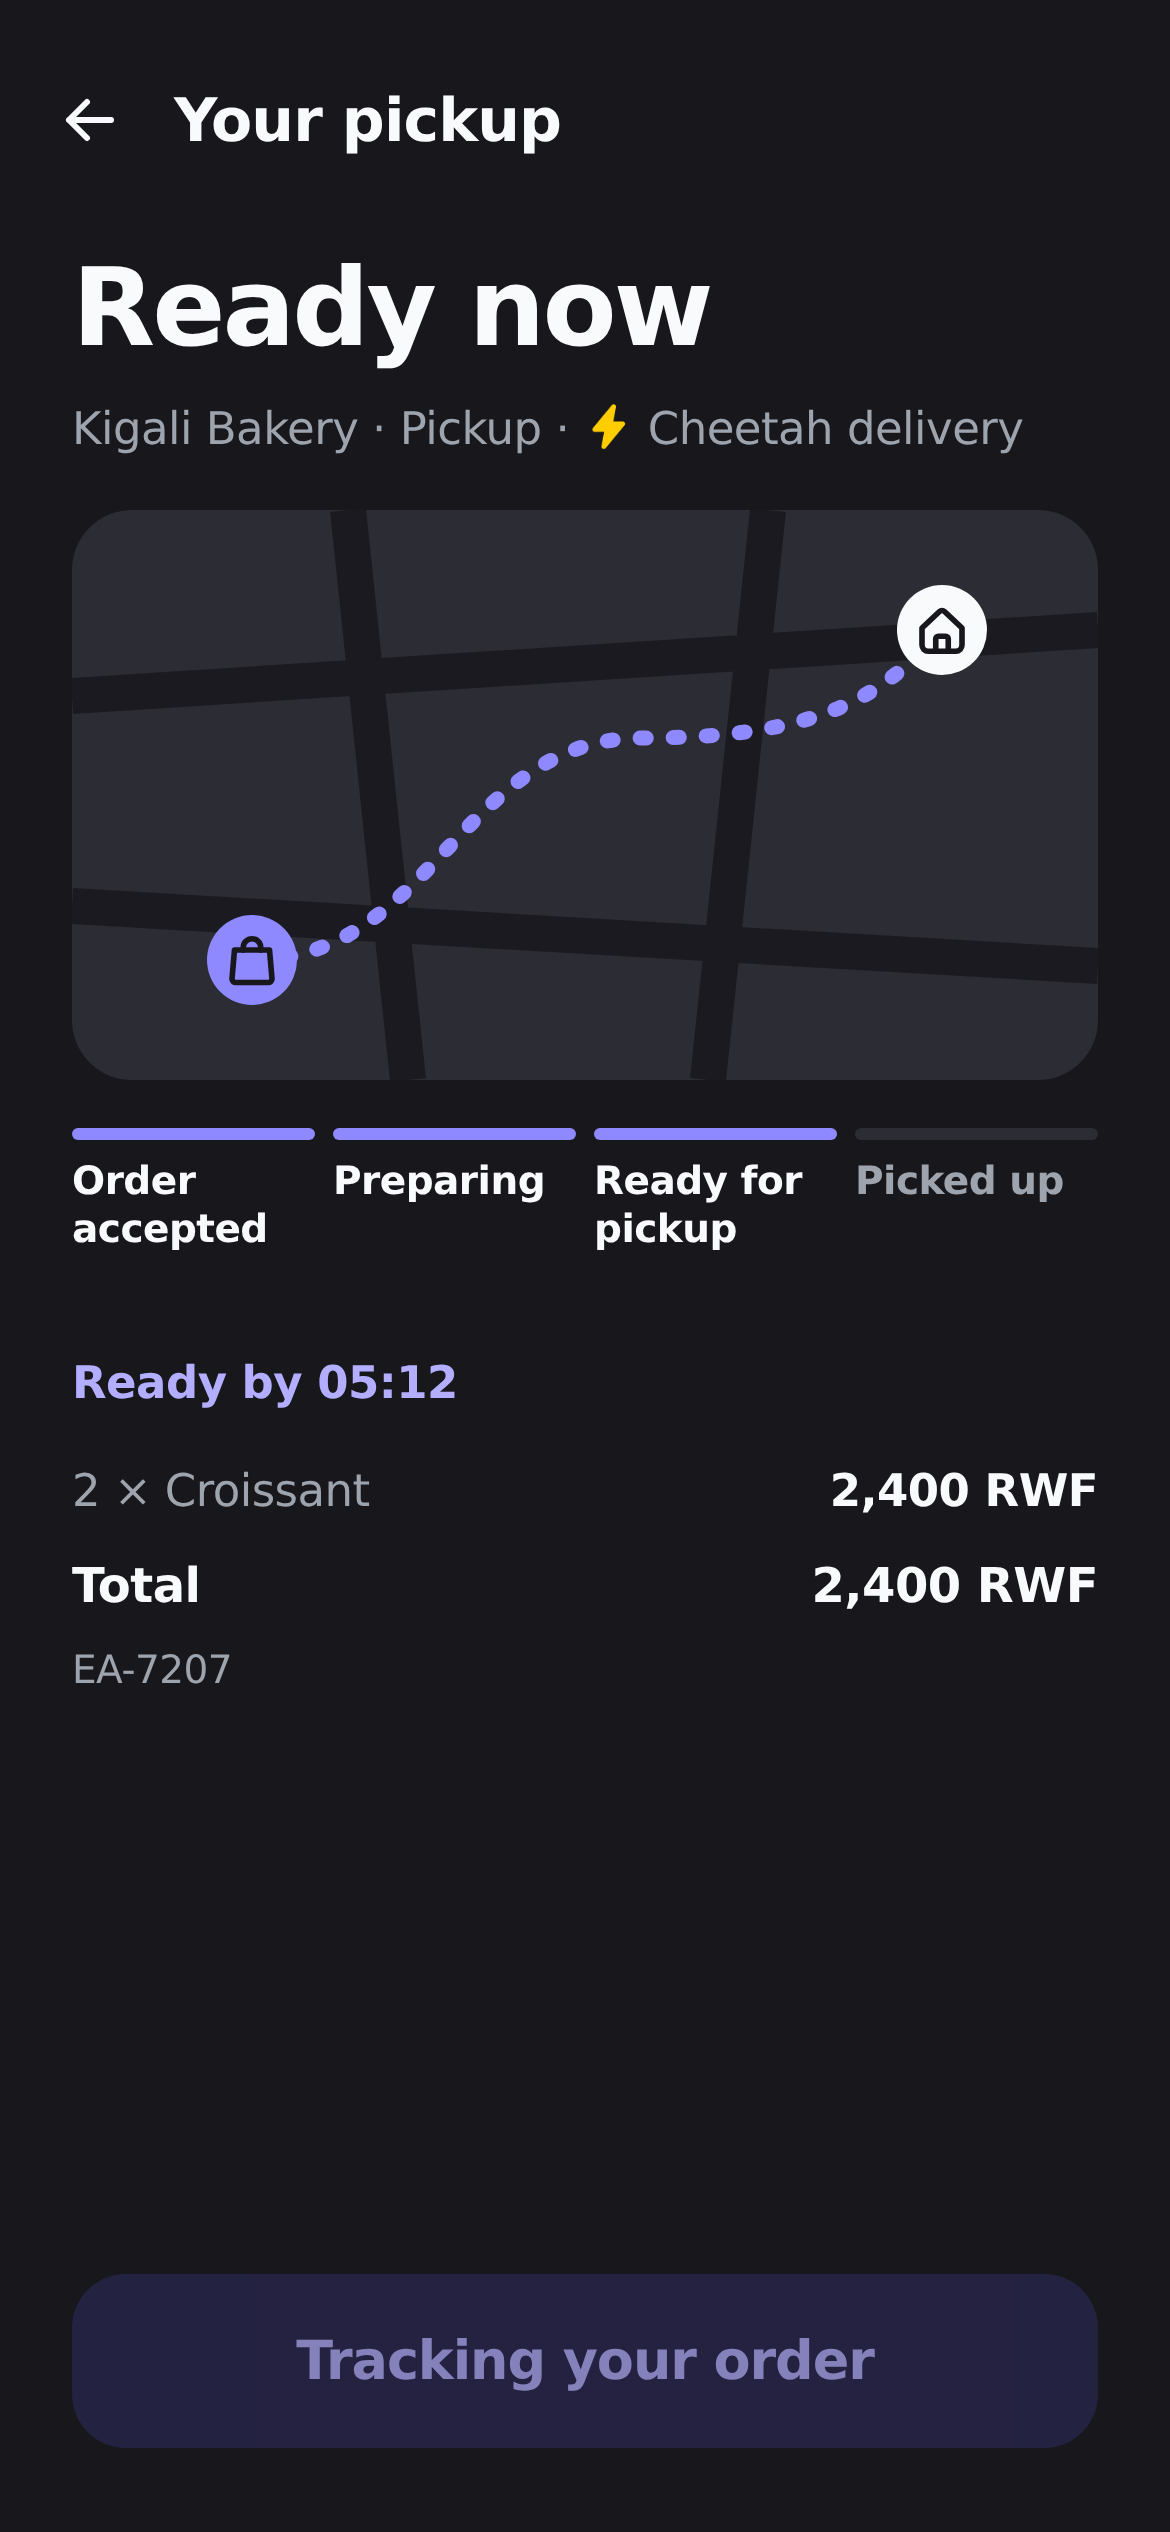 Your pickup
Ready now
Kigali Bakery · Pickup · ⚡ Cheetah delivery
Order accepted
Preparing
Ready for pickup
Picked up
Ready by 05:12
2 × Croissant 2,400 RWF
Total 2,400 RWF
EA-7207
Tracking your order